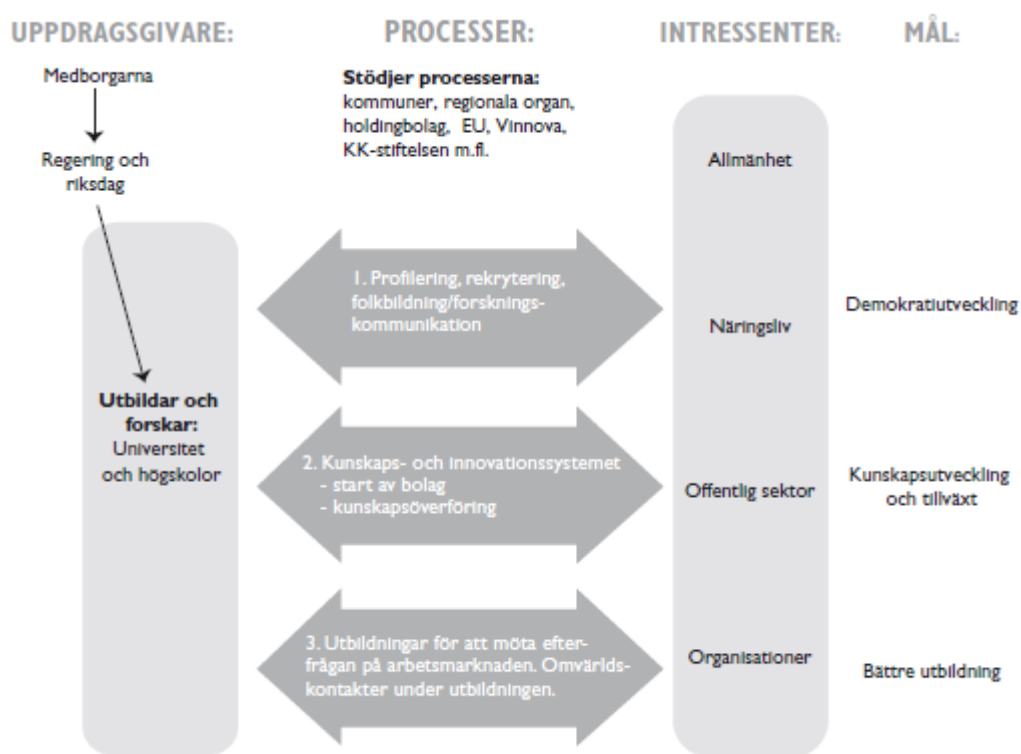 UPPDRAGSGIVARE:
Medborgarna
Regering och
riksdag
Utbildar och
forskar:
Universitet
och högskolor
PROCESSER:
Stödjer processerna:
kommuner, regionala organ,
holdingbolag, EU, Vinnova,
KK-stiftelsen m.fl.
1. Profilering, rekrytering,
folkbildning/forsknings-
kommunikation
2. Kunskaps- och innovationssystemet
- start av bolag
- kunskapsöverföring
3. Utbildningar för att möta efter-
frågan på arbetsmarknaden. Omvärlds-
kontakter under utbildningen.
INTRESSENTER:
Allmänhet
Näringsliv
Offentlig sektor
Organisationer
MÅL:
Demokratiutveckling
Kunskapsutveckling
och tillväxt
Bättre utbildning